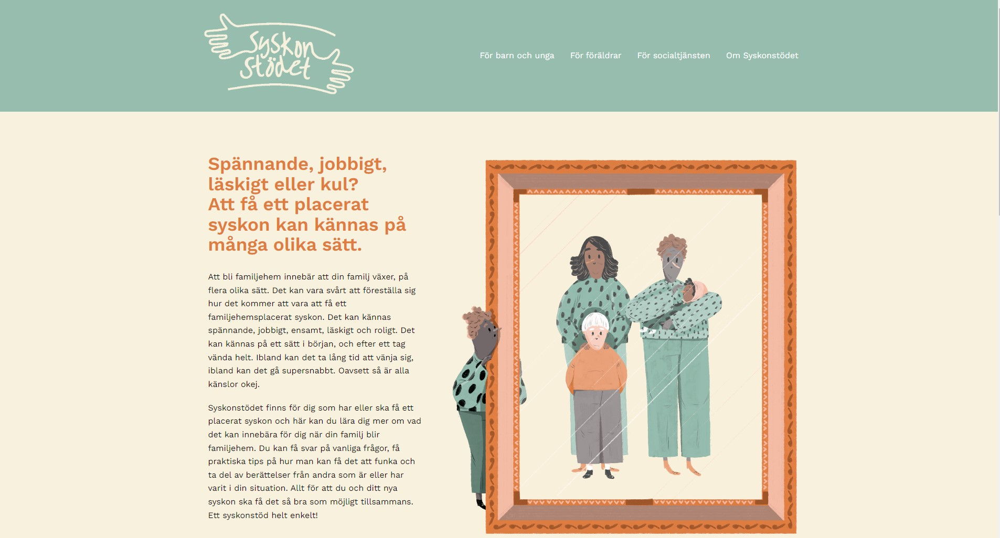 Syskon
Stödet
För barn och unga
För föräldrar
För socialtjänsten
Om Syskonstödet
Spännande, jobbigt,
läskigt eller kul?
Att få ett placerat
syskon kan kännas på
många olika sätt.
Att bli familjehem innebär att din familj växer, på
flera olika sätt. Det kan vara svårt att föreställa sig
hur det kommer att vara att få ett
familjehemsplacerat syskon. Det kan kännas
spännande, jobbigt, ensamt, läskigt och roligt. Det
kan kännas på ett sätt i början, och efter ett tag
vända helt. Ibland kan det ta lång tid att vänja sig,
ibland kan det gå supersnabbt. Oavsett så är alla
känslor okej.
Syskonstödet finns för dig som har eller ska få ett
placerat syskon och här kan du lära dig mer om vad
det kan innebära för dig när din familj blir
familjehem. Du kan få svar på vanliga frågor, få
praktiska tips på hur man kan få det att funka och
ta del av berättelser från andra som är eller har
varit i din situation. Allt för att du och ditt nya
syskon ska få det så bra som möjligt tillsammans.
Ett syskonstöd helt enkelt!